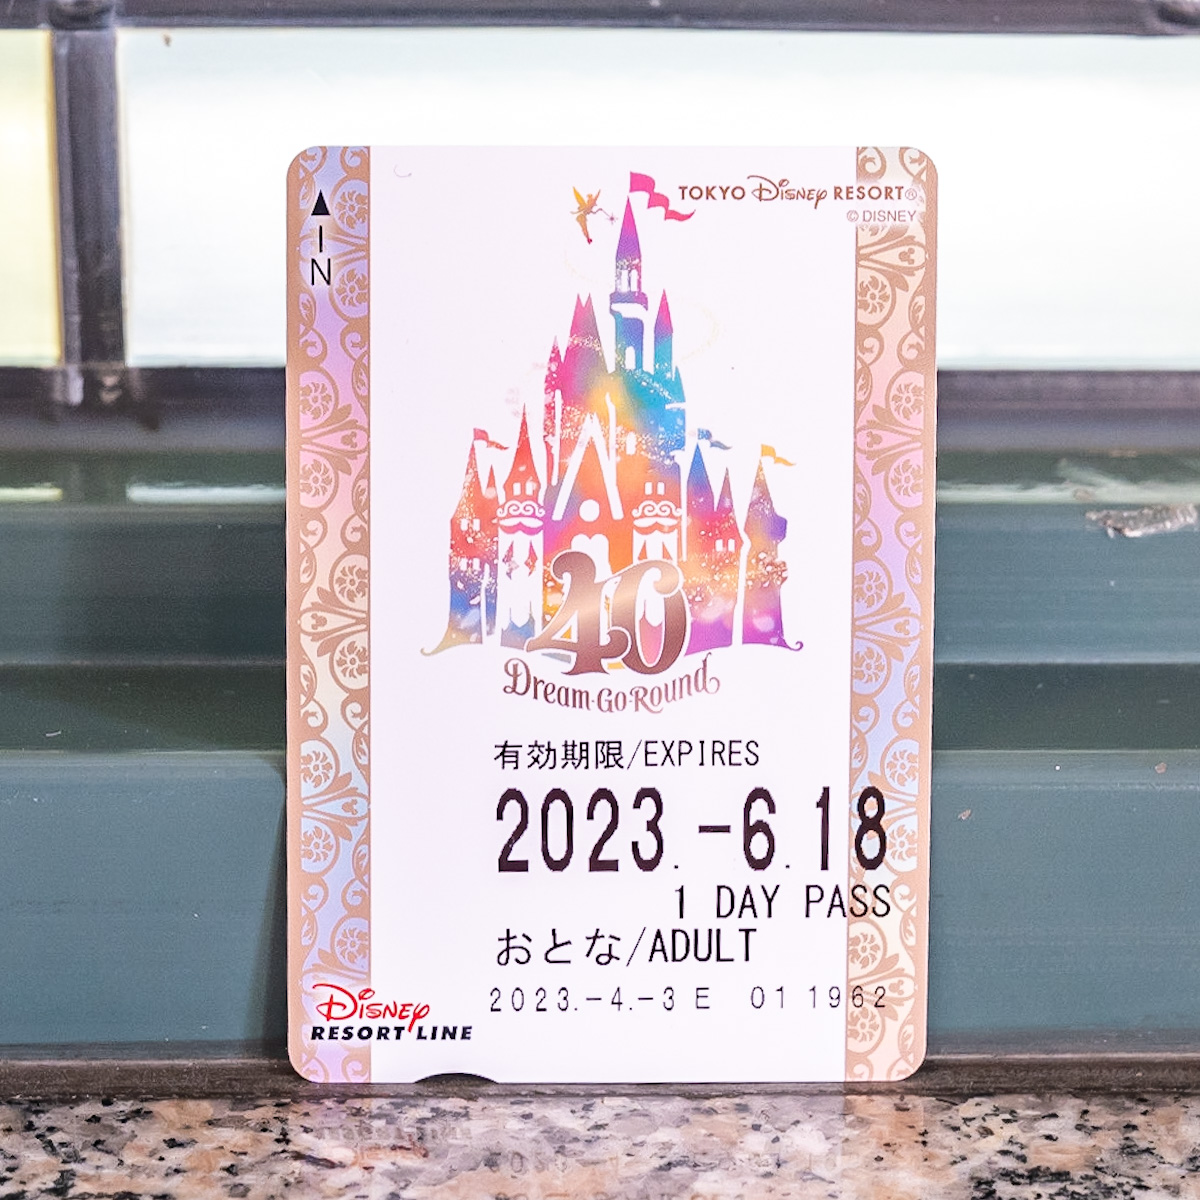 IN
TOKYO Disney RESORT®
© DISNEY
40
Dream-Go-Round
有効期限/EXPIRES
2023.-6.18
1 DAY PASS
おとな/ADULT
2023.-4.-3 E 01 1962
Disney
RESORT LINE